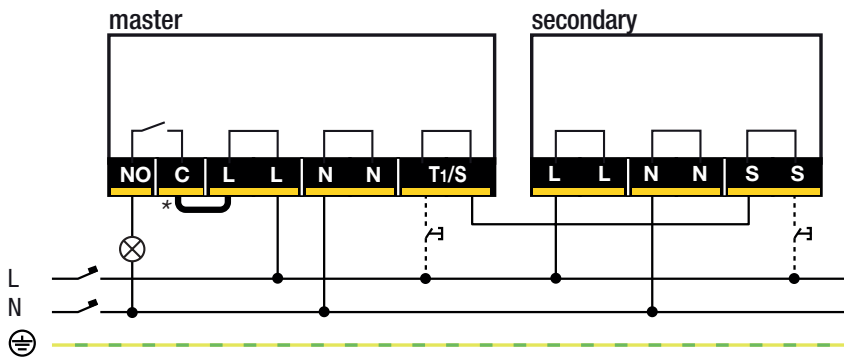 master secondary
NO C L L N N T1/S L L N N S S
*
L
N